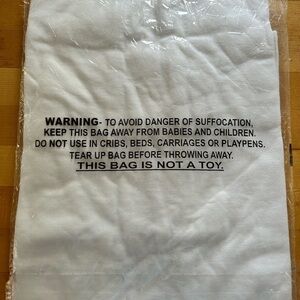 WARNING- TO AVOID DANGER OF SUFFOCATION,
KEEP THIS BAG AWAY FROM BABIES AND CHILDREN.
DO NOT USE IN CRIBS, BEDS, CARRIAGES OR PLAYPENS.
TEAR UP BAG BEFORE THROWING AWAY.
THIS BAG IS NOT A TOY.